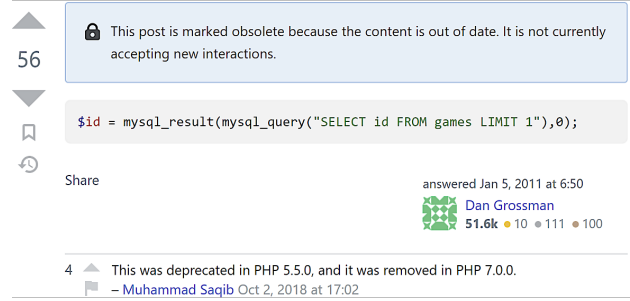 This post is marked obsolete because the content is out of date. It is not currently
accepting new interactions.
56
$id = mysql_result(mysql_query("SELECT id FROM games LIMIT 1"),0);
Share
answered Jan 5, 2011 at 6:50
Dan Grossman
51.6k 10 111 100
4 This was deprecated in PHP 5.5.0, and it was removed in PHP 7.0.0.
– Muhammad Saqib Oct 2, 2018 at 17:02